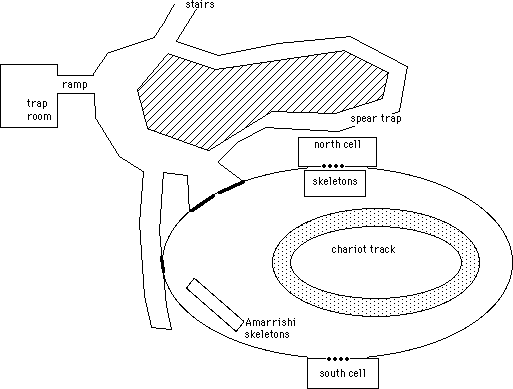 stairs
ramp
trap
room
spear trap
north cell
skeletons
chariot track
Amarrishi
skeletons
south cell